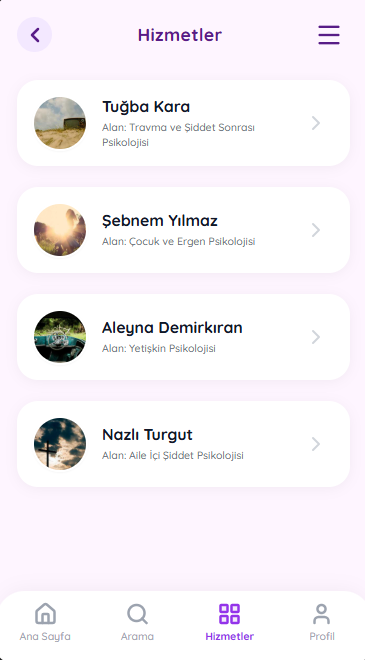 Hizmetler
Tuğba Kara
Alan: Travma ve Şiddet Sonrası
Psikolojisi
Şebnem Yılmaz
Alan: Çocuk ve Ergen Psikolojisi
Aleyna Demirkıran
Alan: Yetişkin Psikolojisi
Nazlı Turgut
Alan: Aile İçi Şiddet Psikolojisi
Ana Sayfa
Arama
Hizmetler
Profil